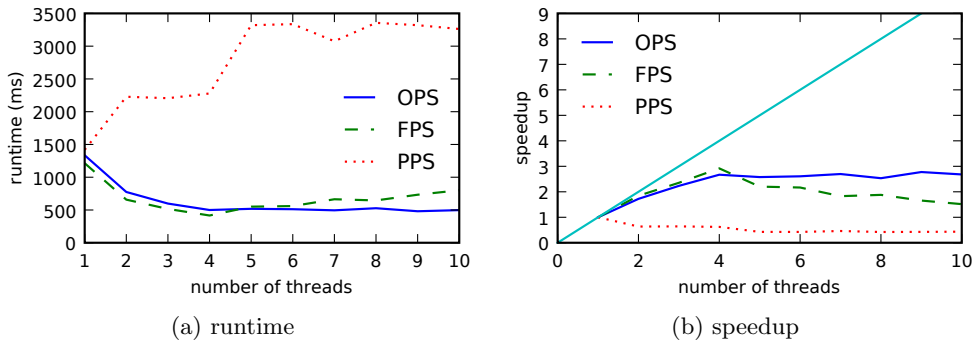 3500
3000
2500
2000
1500
1000
500
0
runtime (ms)
OPS
FPS
PPS
1 2 3 4 5 6 7 8 9 10
number of threads
(a) runtime
9
8
7
6
5
4
3
2
1
0
speedup
OPS
FPS
PPS
0 2 4 6 8 10
number of threads
(b) speedup